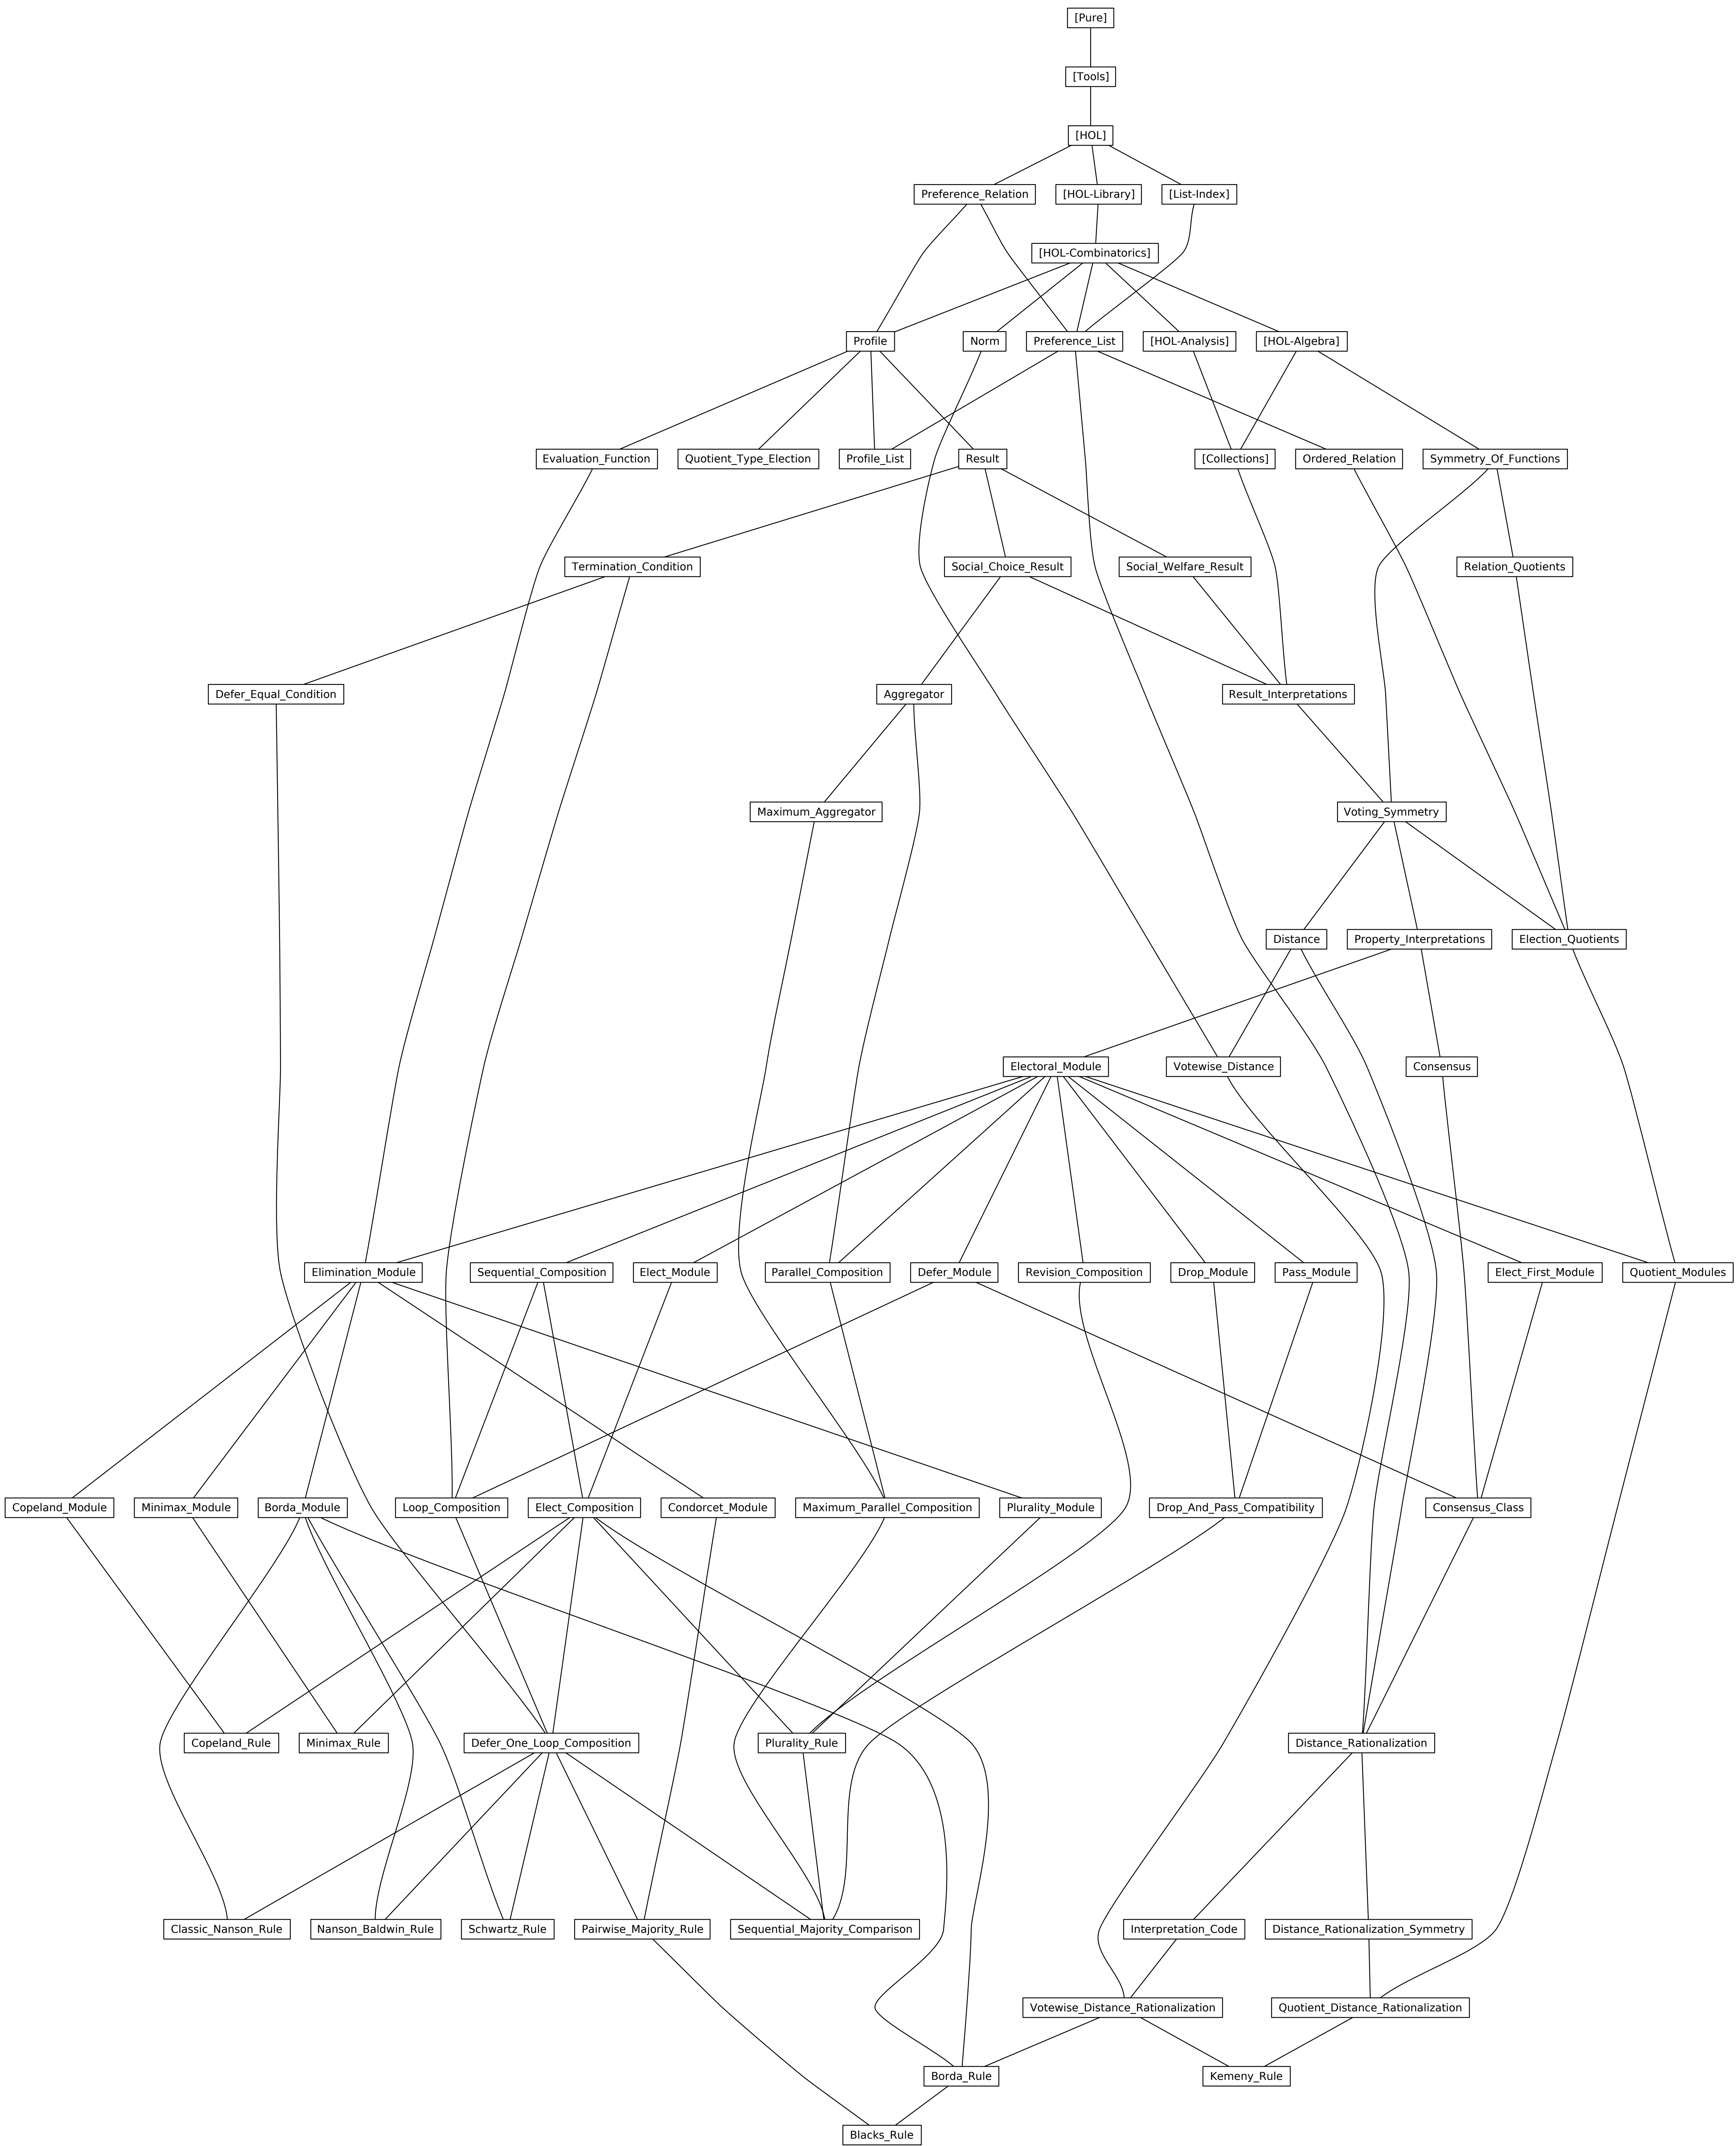 [Pure]
[Tools]
[HOL]
Preference_Relation
[HOL-Library]
[List-Index]
[HOL-Combinatorics]
Profile
Norm
Preference_List
[HOL-Analysis]
[HOL-Algebra]
Evaluation_Function
Quotient_Type_Election
Profile_List
Result
[Collections]
Ordered_Relation
Symmetry_Of_Functions
Termination_Condition
Social_Choice_Result
Social_Welfare_Result
Relation_Quotients
Defer_Equal_Condition
Aggregator
Result_Interpretations
Maximum_Aggregator
Voting_Symmetry
Distance
Property_Interpretations
Election_Quotients
Electoral_Module
Votewise_Distance
Consensus
Elimination_Module
Sequential_Composition
Elect_Module
Parallel_Composition
Defer_Module
Revision_Composition
Drop_Module
Pass_Module
Elect_First_Module
Quotient_Modules
Copeland_Module
Minimax_Module
Borda_Module
Loop_Composition
Elect_Composition
Condorcet_Module
Maximum_Parallel_Composition
Plurality_Module
Drop_And_Pass_Compatibility
Consensus_Class
Copeland_Rule
Minimax_Rule
Defer_One_Loop_Composition
Plurality_Rule
Distance_Rationalization
Classic_Nanson_Rule
Nanson_Baldwin_Rule
Schwartz_Rule
Pairwise_Majority_Rule
Sequential_Majority_Comparison
Interpretation_Code
Distance_Rationalization_Symmetry
Votewise_Distance_Rationalization
Quotient_Distance_Rationalization
Borda_Rule
Kemeny_Rule
Blacks_Rule